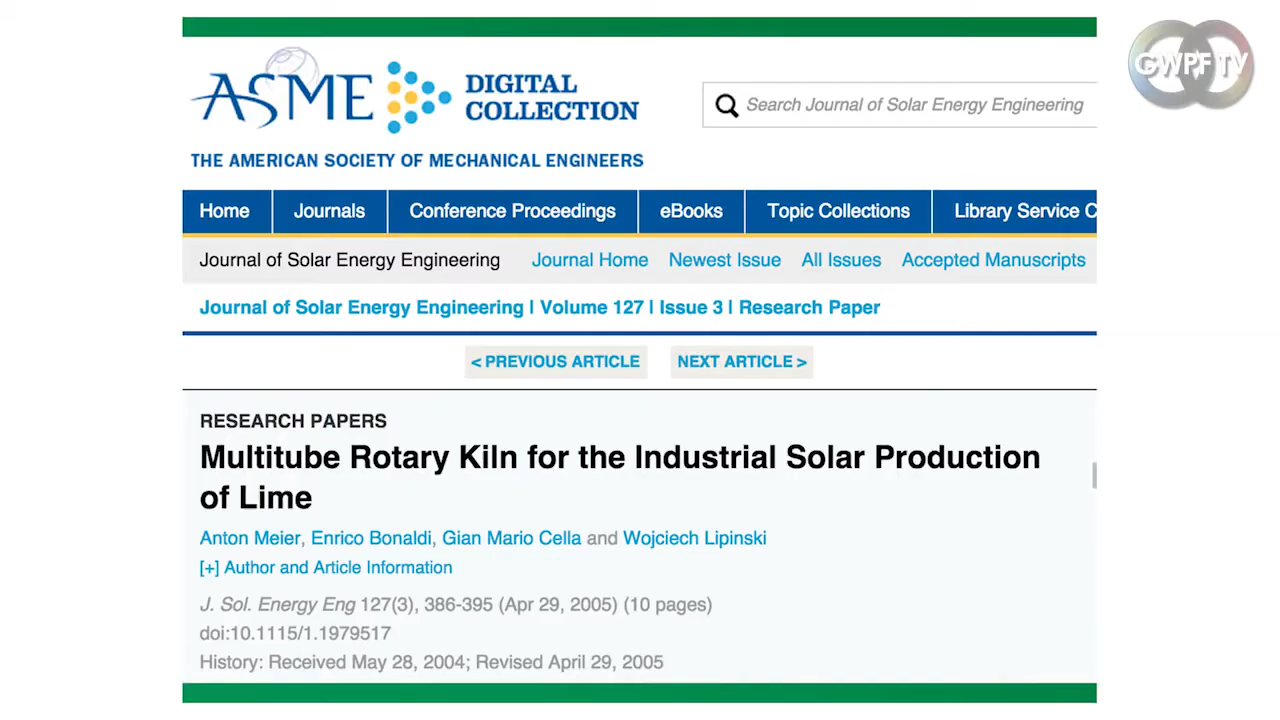 GWPF TV
ASME
DIGITAL
COLLECTION
Search Journal of Solar Energy Engineering
THE AMERICAN SOCIETY OF MECHANICAL ENGINEERS
Home Journals Conference Proceedings eBooks Topic Collections Library Service C
Journal of Solar Energy Engineering Journal Home Newest Issue All Issues Accepted Manuscripts
Journal of Solar Energy Engineering | Volume 127 | Issue 3 | Research Paper
< PREVIOUS ARTICLE NEXT ARTICLE >
RESEARCH PAPERS
Multitube Rotary Kiln for the Industrial Solar Production
of Lime
Anton Meier, Enrico Bonaldi, Gian Mario Cella and Wojciech Lipinski
[+] Author and Article Information
J. Sol. Energy Eng 127(3), 386-395 (Apr 29, 2005) (10 pages)
doi:10.1115/1.1979517
History: Received May 28, 2004; Revised April 29, 2005